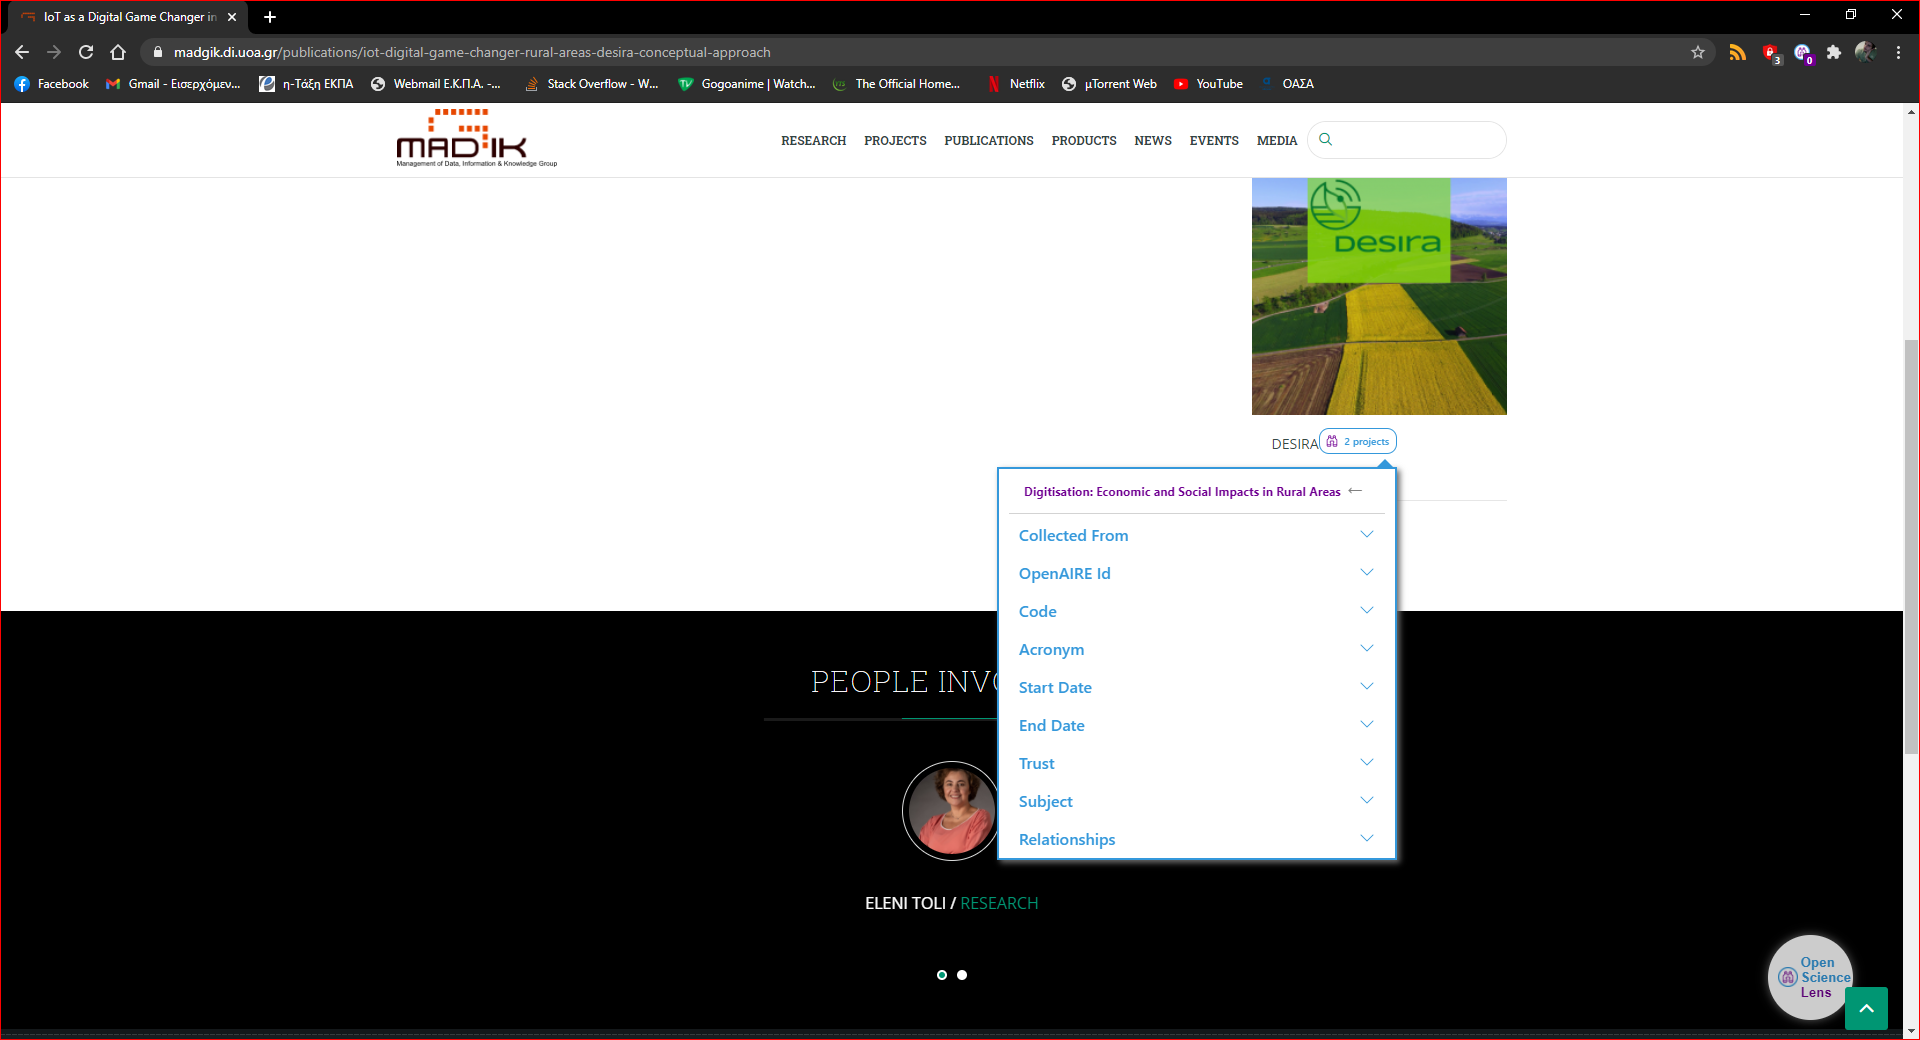 IoT as a Digital Game Changer in
madgik.di.uoa.gr/publications/iot-digital-game-changer-rural-areas-desira-conceptual-approach
3
0
Facebook
Gmail - Εισερχόμεν...
η-Τάξη ΕΚΠΑ
Webmail Ε.Κ.Π.Α. -...
Stack Overflow - W...
Gogoanime | Watch...
The Official Home...
Netflix
µTorrent Web
YouTube
ΟΑΣΑ
MADGIK
Management of Data, Information & Knowledge Group
RESEARCH
PROJECTS
PUBLICATIONS
PRODUCTS
NEWS
EVENTS
MEDIA
DESIRA
DESIRA
2 projects
Digitisation: Economic and Social Impacts in Rural Areas
Collected From
OpenAIRE Id
Code
Acronym
Start Date
End Date
Trust
Subject
Relationships
PEOPLE INVO
ELENI TOLI / RESEARCH
Open
Science
Lens